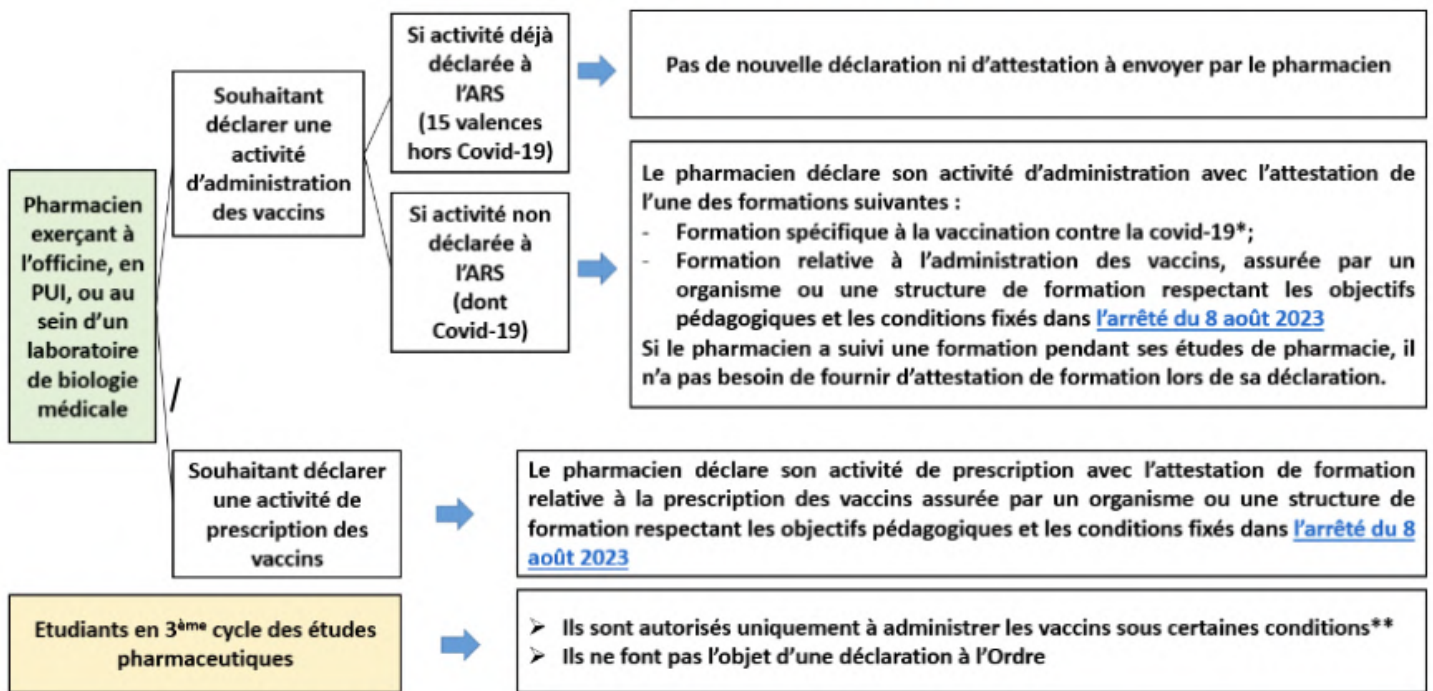 Pharmacien
exerçant à
l'officine, en
PUI, ou au
sein d'un
laboratoire
de biologie
médicale
/
Souhaitant
déclarer une
activité
d'administration
des vaccins
Si activité déjà
déclarée à
l'ARS
(15 valences
hors Covid-19)
Pas de nouvelle déclaration ni d'attestation à envoyer par le pharmacien
Si activité non
déclarée à
l'ARS
(dont
Covid-19)
Le pharmacien déclare son activité d'administration avec l'attestation de
l'une des formations suivantes :
- Formation spécifique à la vaccination contre la covid-19*;
- Formation relative à l'administration des vaccins, assurée par un
organisme ou une structure de formation respectant les objectifs
pédagogiques et les conditions fixés dans l'arrêté du 8 août 2023
Si le pharmacien a suivi une formation pendant ses études de pharmacie, il
n'a pas besoin de fournir d'attestation de formation lors de sa déclaration.
Souhaitant déclarer
une activité de
prescription des
vaccins
Le pharmacien déclare son activité de prescription avec l'attestation de formation
relative à la prescription des vaccins assurée par un organisme ou une structure de
formation respectant les objectifs pédagogiques et les conditions fixés dans l'arrêté du 8
août 2023
Etudiants en 3ème cycle des études
pharmaceutiques
➢ Ils sont autorisés uniquement à administrer les vaccins sous certaines conditions**
➢ Ils ne font pas l'objet d'une déclaration à l'Ordre